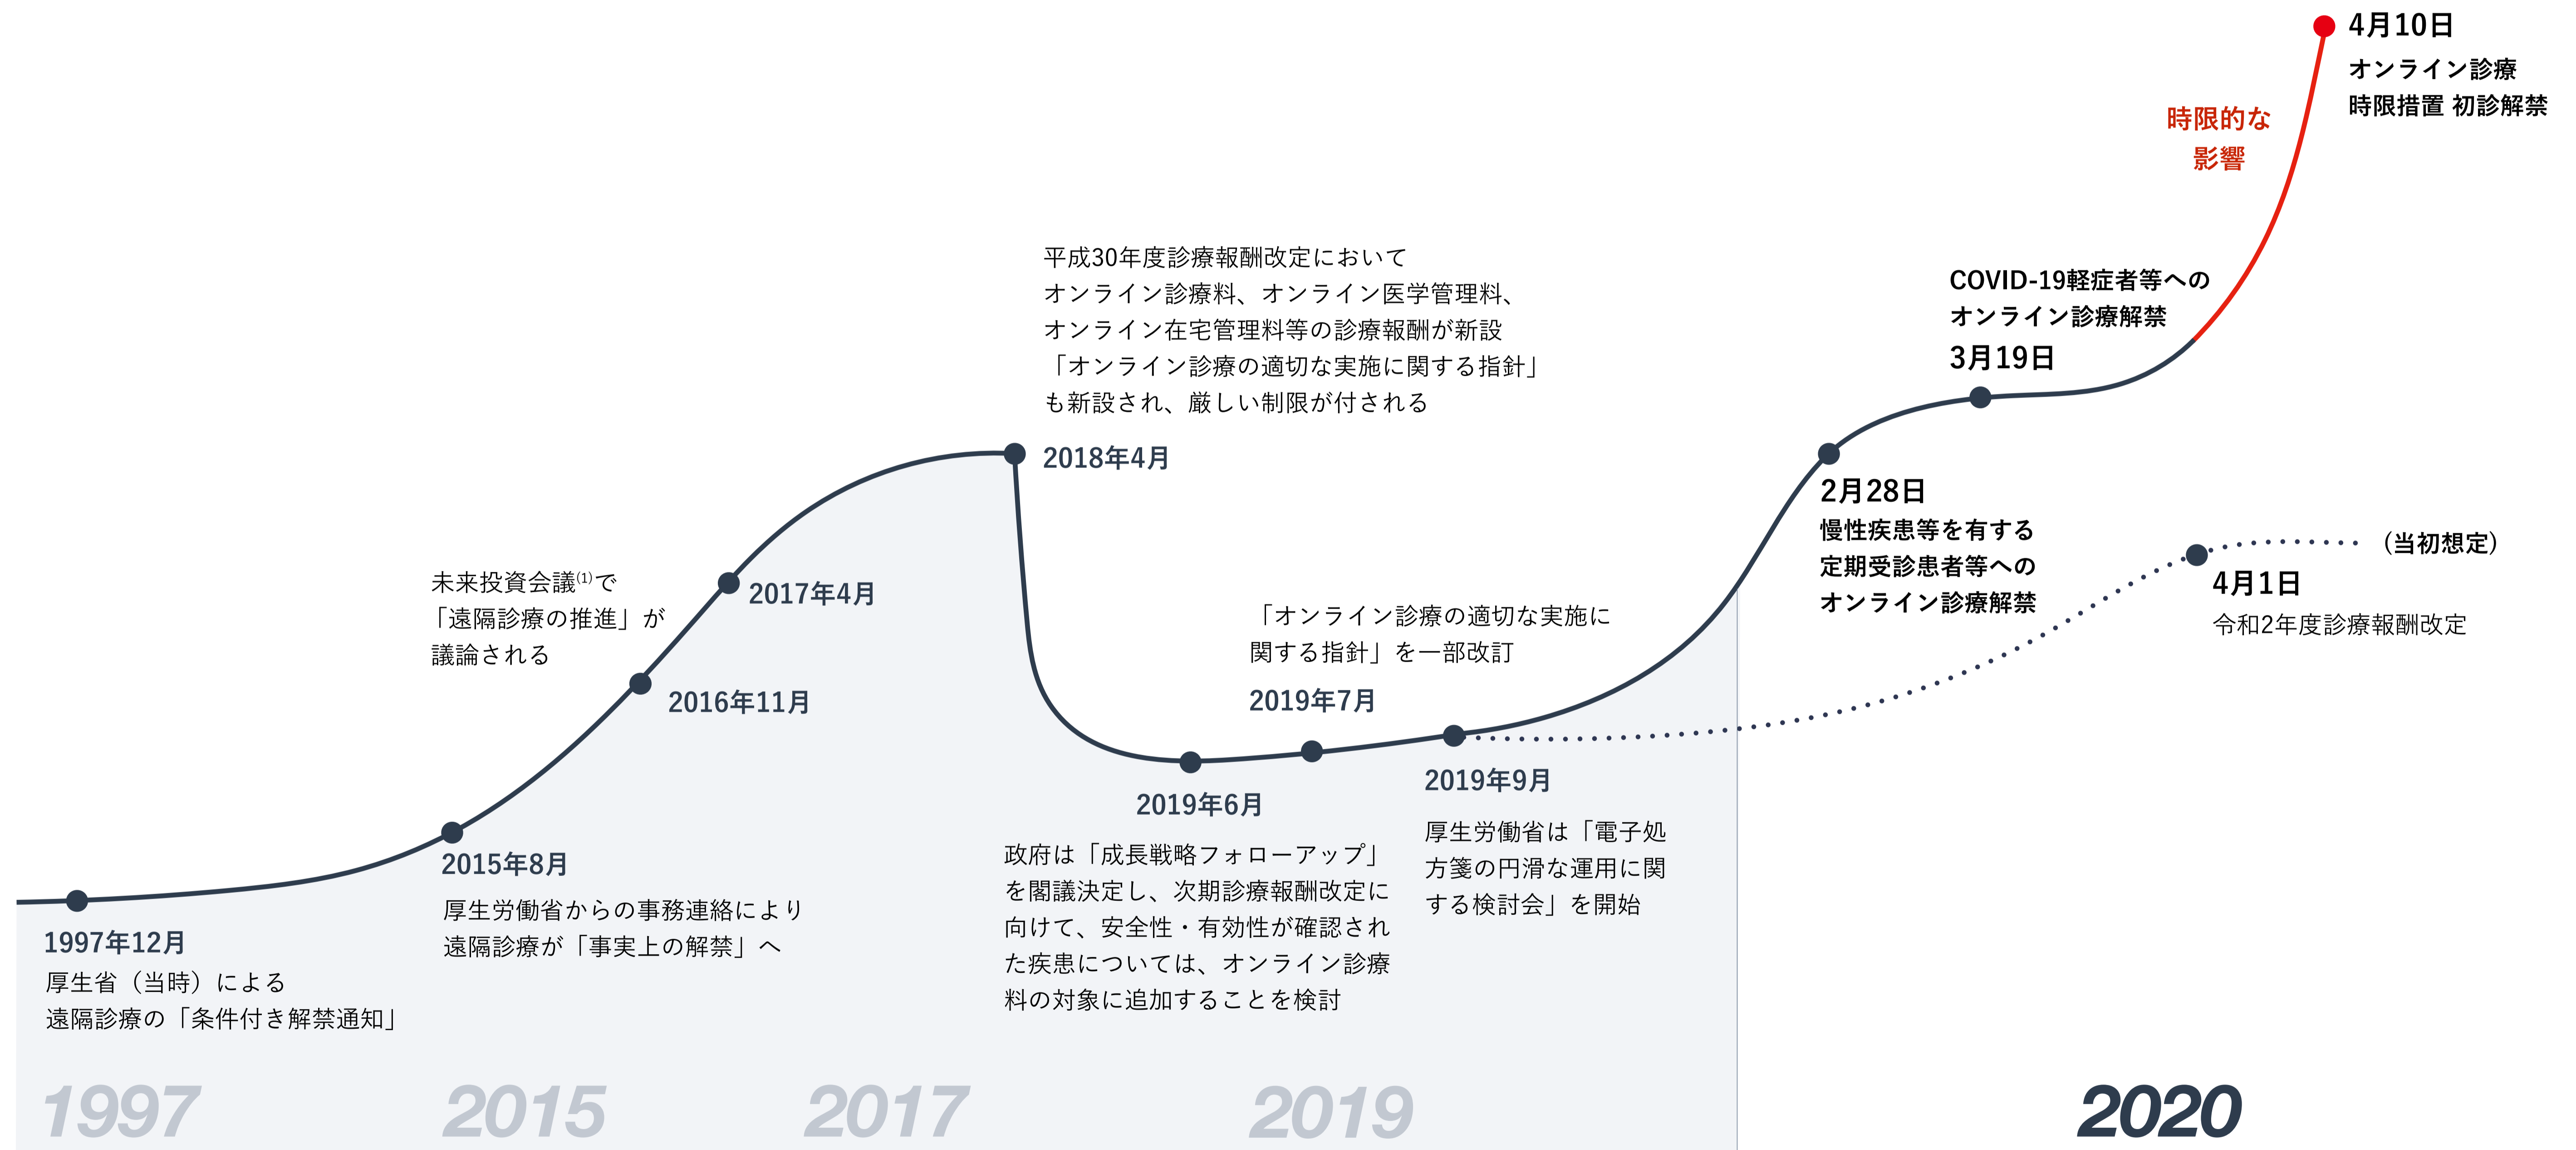 4月10日
オンライン診療
時限措置 初診解禁
時限的な
影響
平成30年度診療報酬改定において
オンライン診療料、オンライン医学管理料、
オンライン在宅管理料等の診療報酬が新設
「オンライン診療の適切な実施に関する指針」
も新設され、厳しい制限が付される
2018年4月
COVID-19軽症者等への
オンライン診療解禁
3月19日
2月28日
慢性疾患等を有する
定期受診患者等への
オンライン診療解禁
（当初想定）
4月1日
令和2年度診療報酬改定
未来投資会議(1)で
「遠隔診療の推進」が
議論される
2017年4月
2016年11月
「オンライン診療の適切な実施に
関する指針」を一部改訂
2019年7月
2019年6月
政府は「成長戦略フォローアップ」
を閣議決定し、次期診療報酬改定に
向けて、安全性・有効性が確認され
た疾患については、オンライン診療
料の対象に追加することを検討
2019年9月
厚生労働省は「電子処
方箋の円滑な運用に関
する検討会」を開始
2015年8月
厚生労働省からの事務連絡により
遠隔診療が「事実上の解禁」へ
1997年12月
厚生省（当時）による
遠隔診療の「条件付き解禁通知」
1997
2015
2017
2019
2020